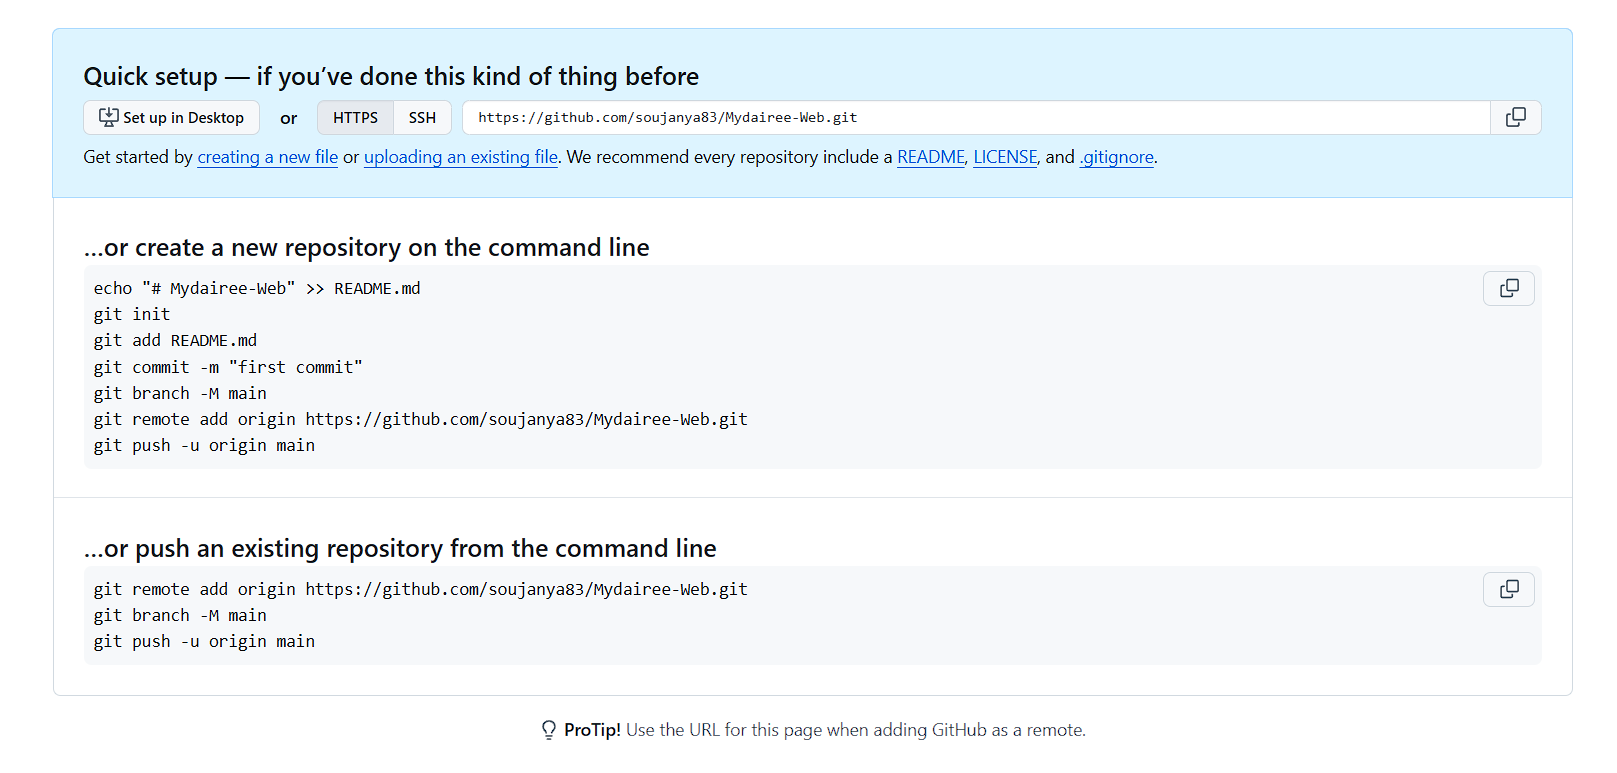 Quick setup — if you’ve done this kind of thing before
Set up in Desktop or HTTPS SSH https://github.com/soujanya83/Mydairee-Web.git
Get started by creating a new file or uploading an existing file. We recommend every repository include a README, LICENSE, and .gitignore.
…or create a new repository on the command line
echo "# Mydairee-Web" >> README.md
git init
git add README.md
git commit -m "first commit"
git branch -M main
git remote add origin https://github.com/soujanya83/Mydairee-Web.git
git push -u origin main
…or push an existing repository from the command line
git remote add origin https://github.com/soujanya83/Mydairee-Web.git
git branch -M main
git push -u origin main
ProTip! Use the URL for this page when adding GitHub as a remote.